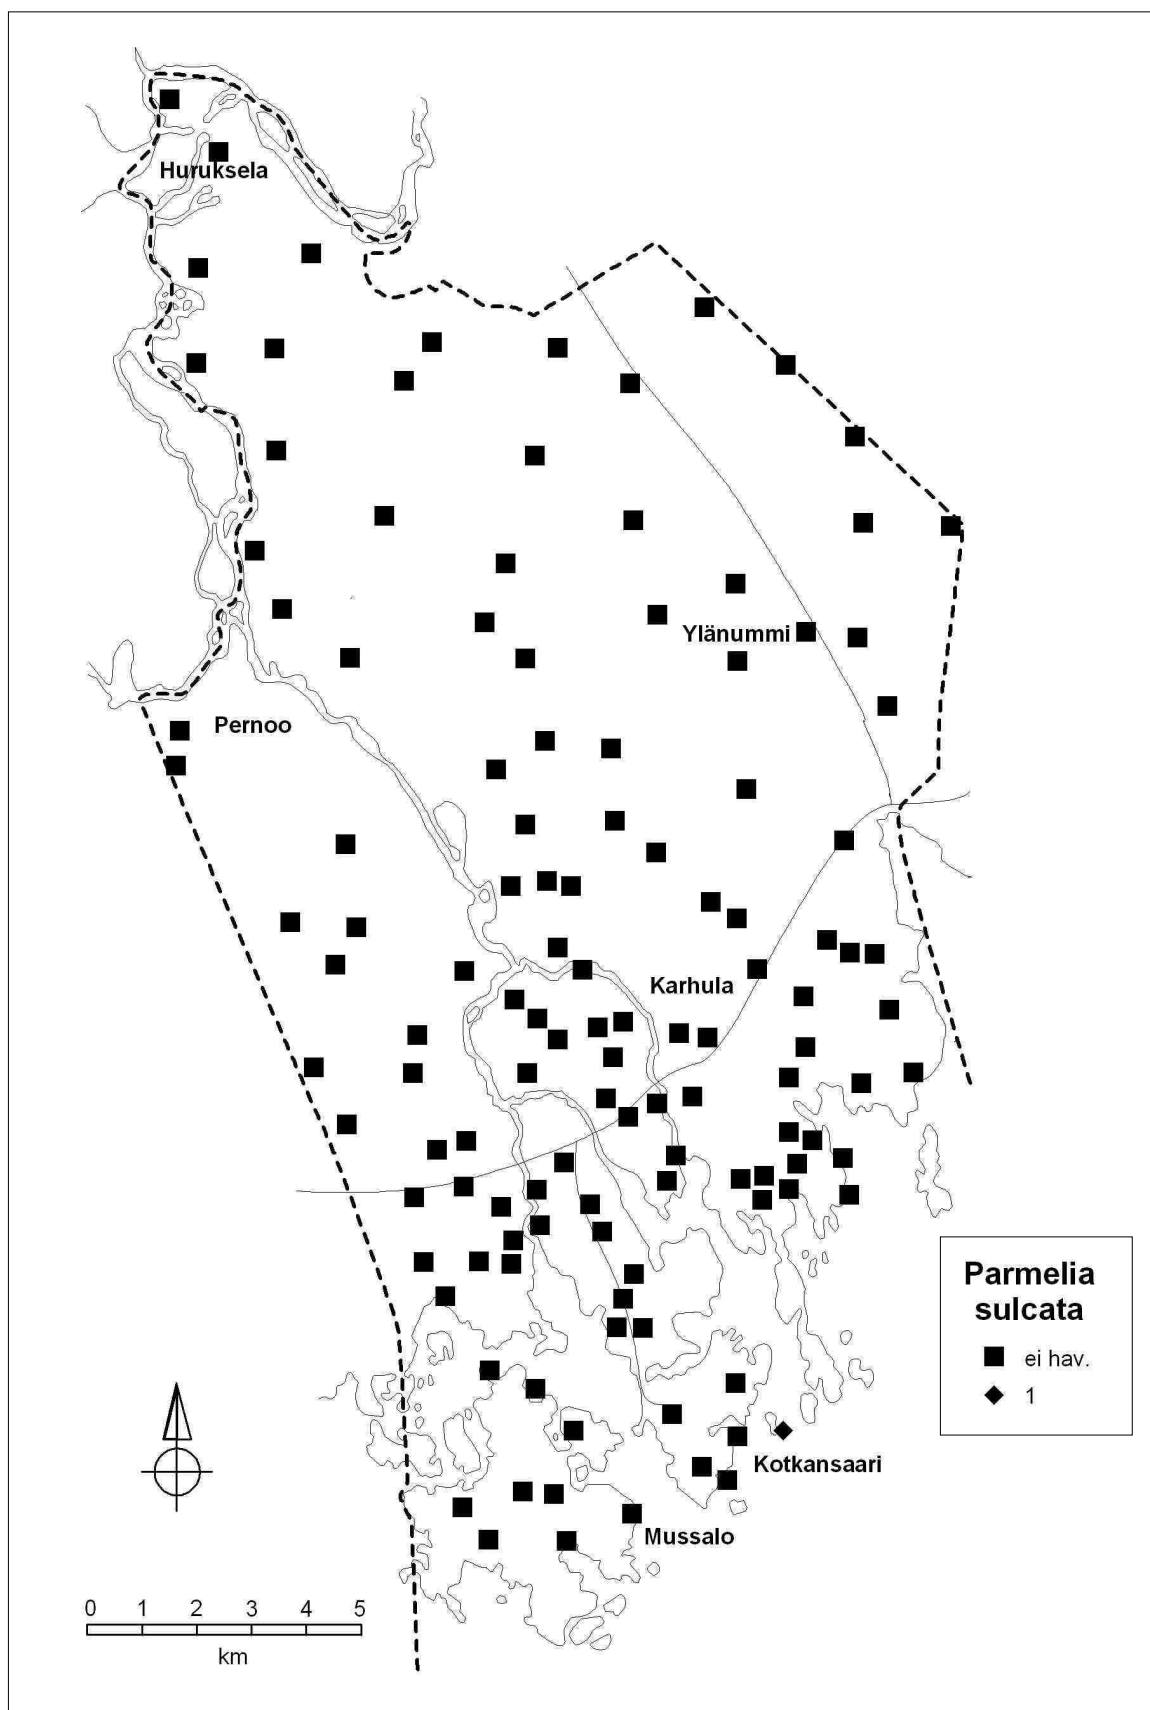 Huruksela
Ylänummi
Pernoo
Karhula
Parmelia
sulcata
ei hav.
1
Kotkansaari
Mussalo
0 1 2 3 4 5
km